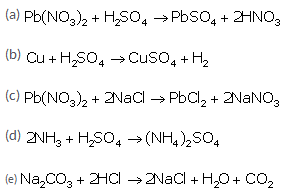 (a) Pb(NO₃)₂ + H₂SO₄ → PbSO₄ + 2HNO₃
(b) Cu + H₂SO₄ → CuSO₄ + H₂
(c) Pb(NO₃)₂ + 2NaCl → PbCl₂ + 2NaNO₃
(d) 2NH₃ + H₂SO₄ → (NH₄)₂SO₄
(e) Na₂CO₃ + 2HCl → 2NaCl + H₂O + CO₂